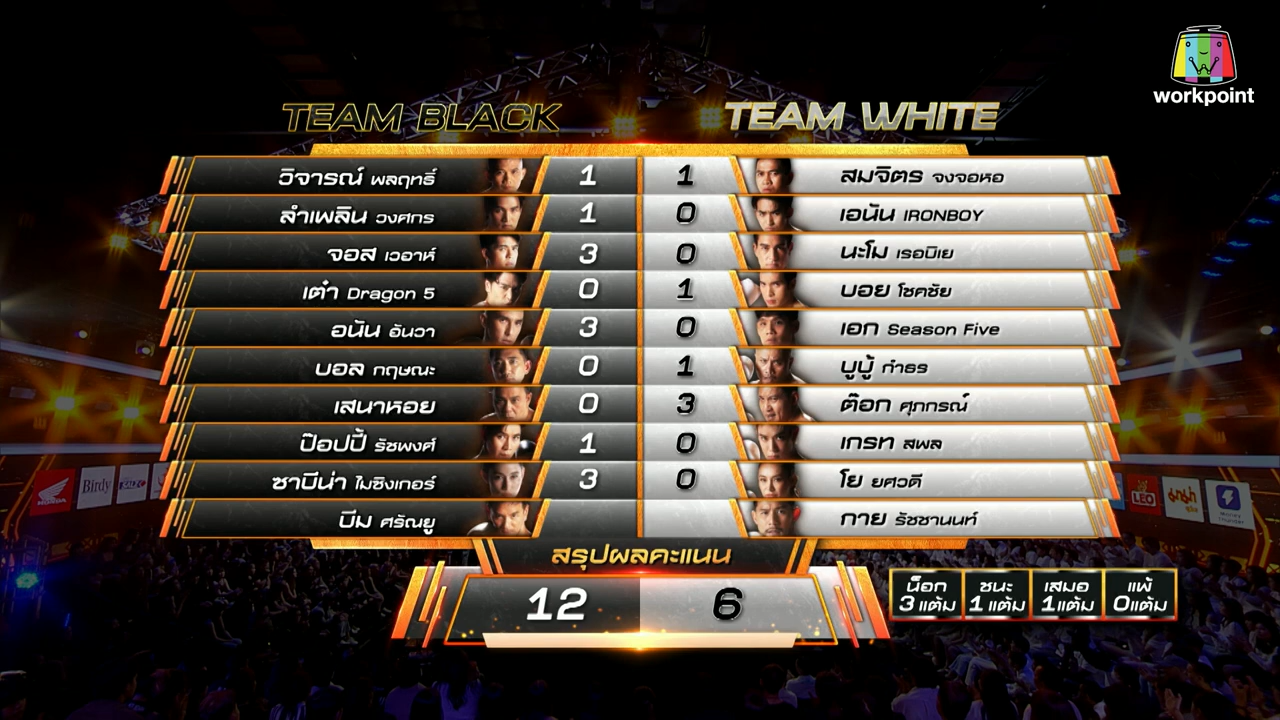 workpoint
TEAM BLACK TEAM WHITE
วิจารณ์ พลฤทธิ์ 1 1 สมจิตร จงจอหอ
ลำเพลิน วงศกร 1 0 เอนัน IRONBOY
จอส เวอาห์ 3 0 นะโม เรอบิเย
เต๋า Dragon 5 0 1 บอย โชคชัย
อนัน อันวา 3 0 เอก Season Five
บอล กฤษณะ 0 1 บูบู้ กำธร
เสนาหอย 0 3 ต๊อก ศุภกรณ์
ป๊อปปี้ รัชพงศ์ 1 0 เกรท สพล
ซาบีน่า ไมซิงเกอร์ 3 0 โย ยศวดี
บีม ศรัณยู กาย รัชชานนท์
สรุปผลคะแนน
12 6
น็อก 3 แต้ม ชนะ 1 แต้ม เสมอ 1แต้ม แพ้ 0แต้ม
HONDA Birdy LEO